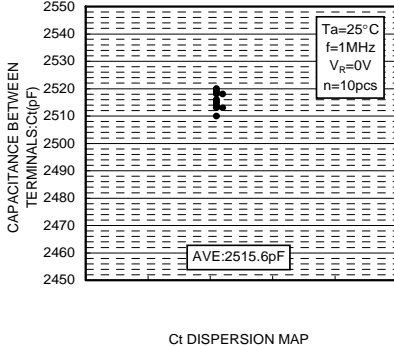 2550
2540
2530
2520
2510
2500
2490
2480
2470
2460
2450
CAPACITANCE BETWEEN
TERMINALS:Ct(pF)
Ta=25°C
f=1MHz
VR=0V
n=10pcs
AVE:2515.6pF
Ct DISPERSION MAP